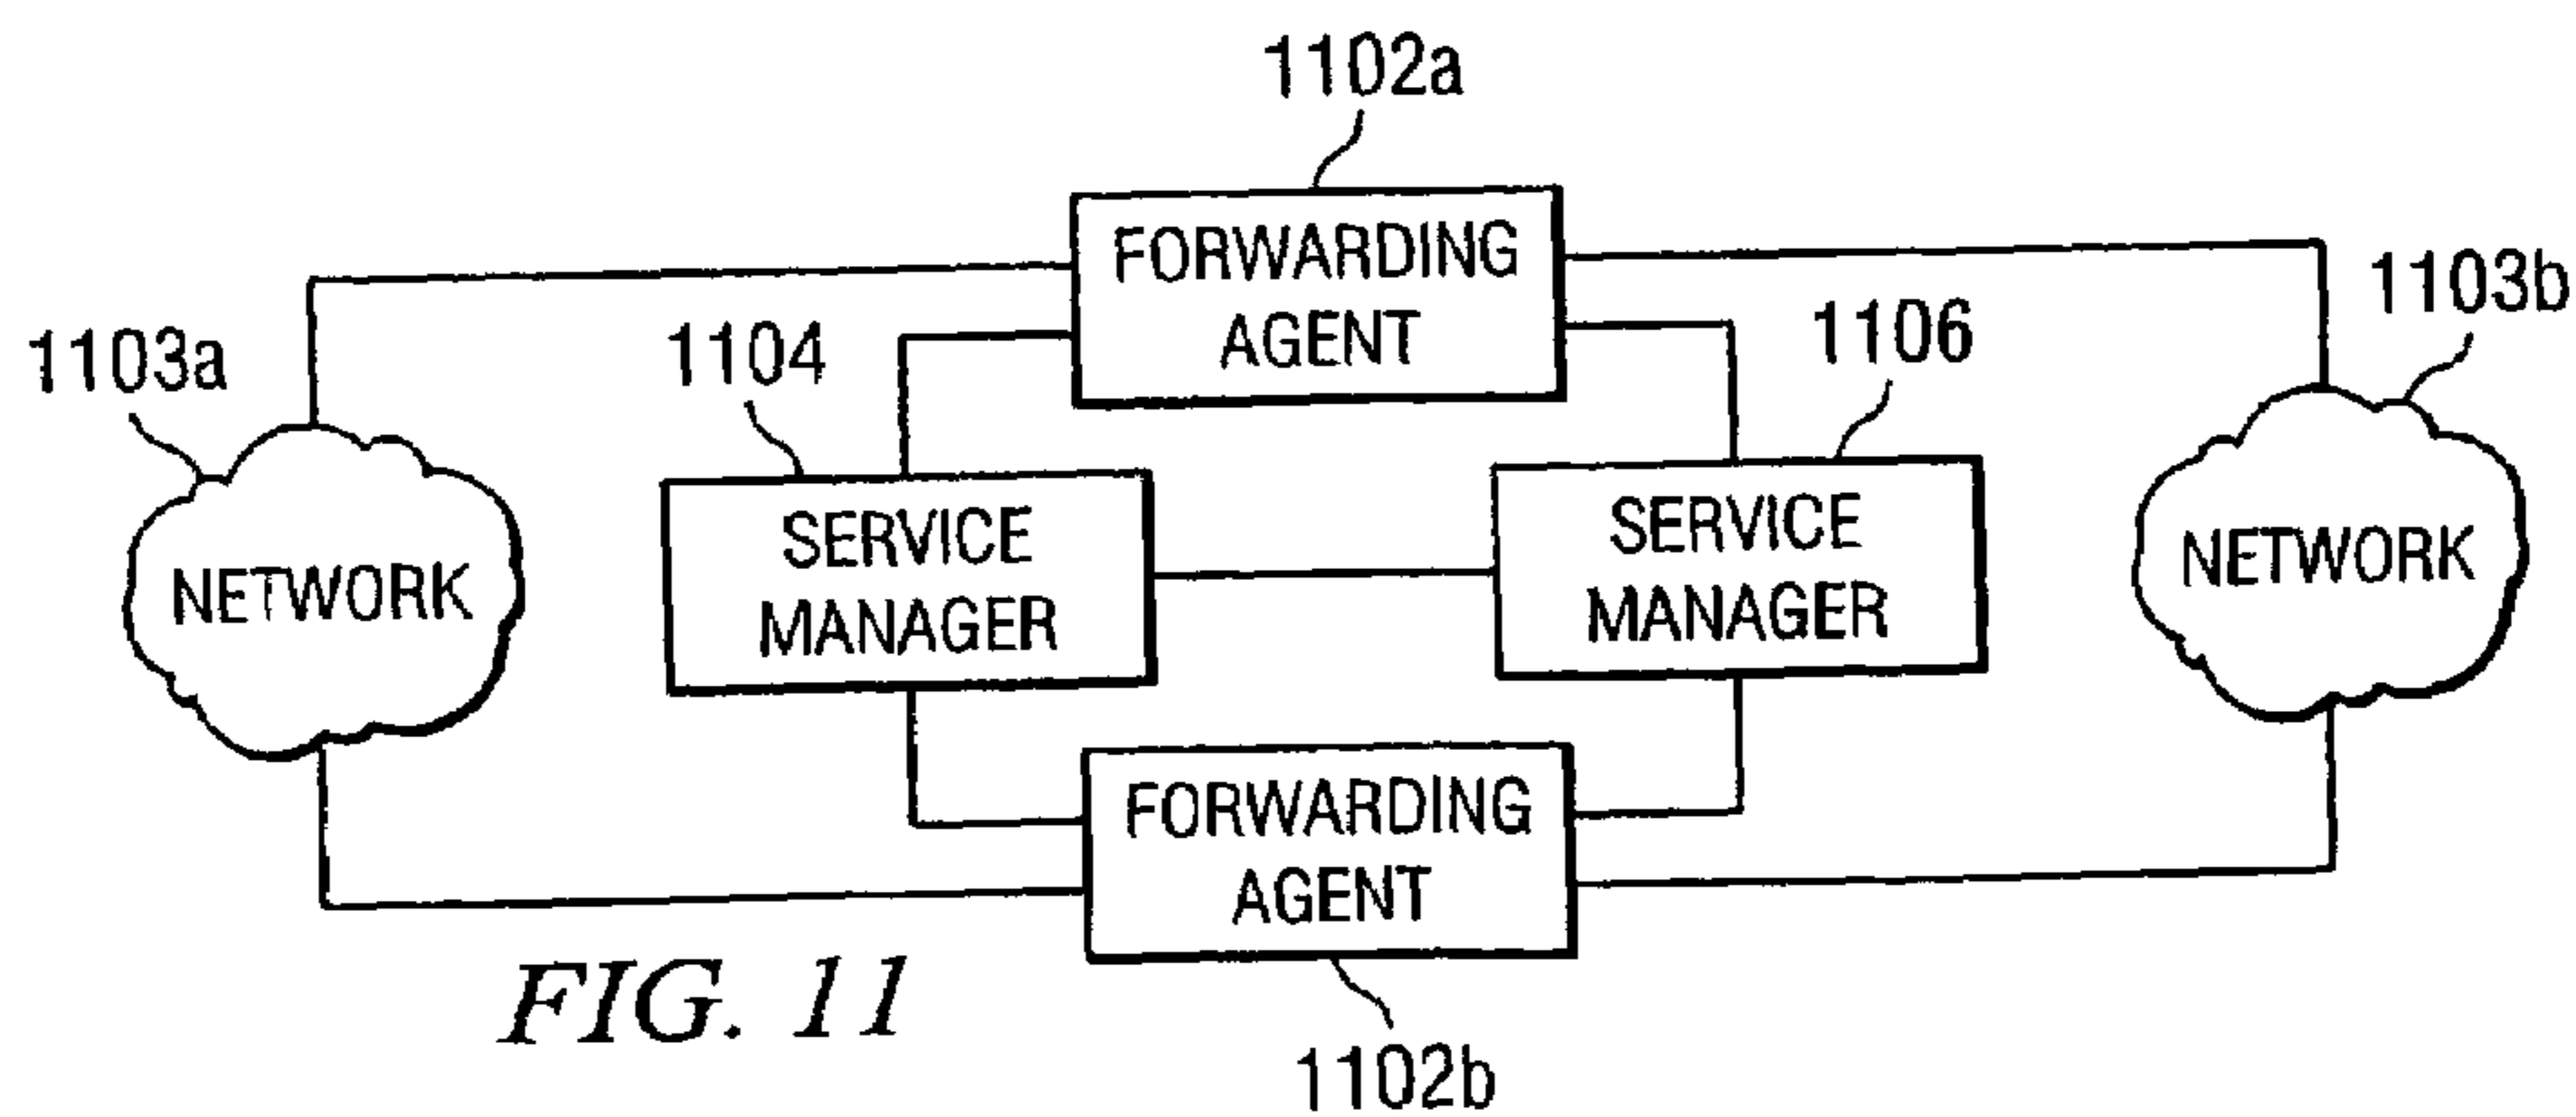 1102a
FORWARDING
AGENT
1103b
1103a
1104
1106
NETWORK
SERVICE
MANAGER
SERVICE
MANAGER
NETWORK
FORWARDING
AGENT
FIG. 11
1102b